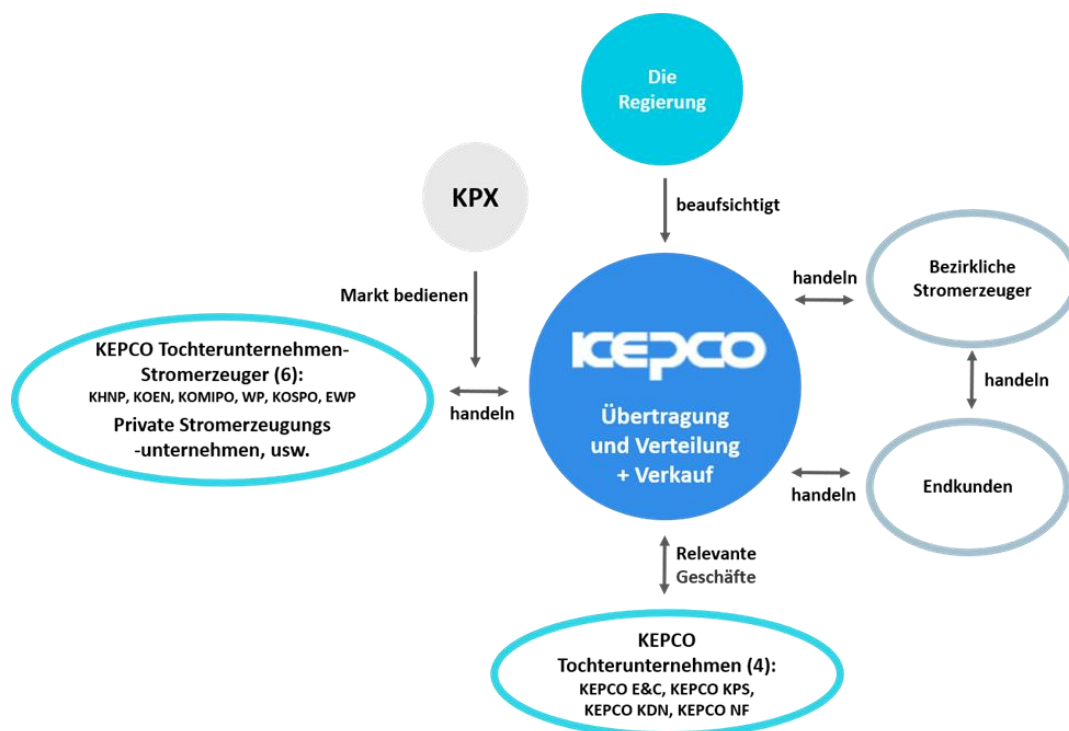 Die
Regierung
KPX
beaufsichtigt
Markt bedienen
handeln
Bezirkliche
Stromerzeuger
KEPCO Tochterunternehmen-
Stromerzeuger (6):
KHNP, KOEN, KOMIPO, WP, KOSPO, EWP
Private Stromerzeugungs
-unternehmen, usw.
handeln
KEPCO
Übertragung
und Verteilung
+ Verkauf
handeln
handeln
Endkunden
Relevante
Geschäfte
KEPCO
Tochterunternehmen (4):
KEPCO E&C, KEPCO KPS,
KEPCO KDN, KEPCO NF